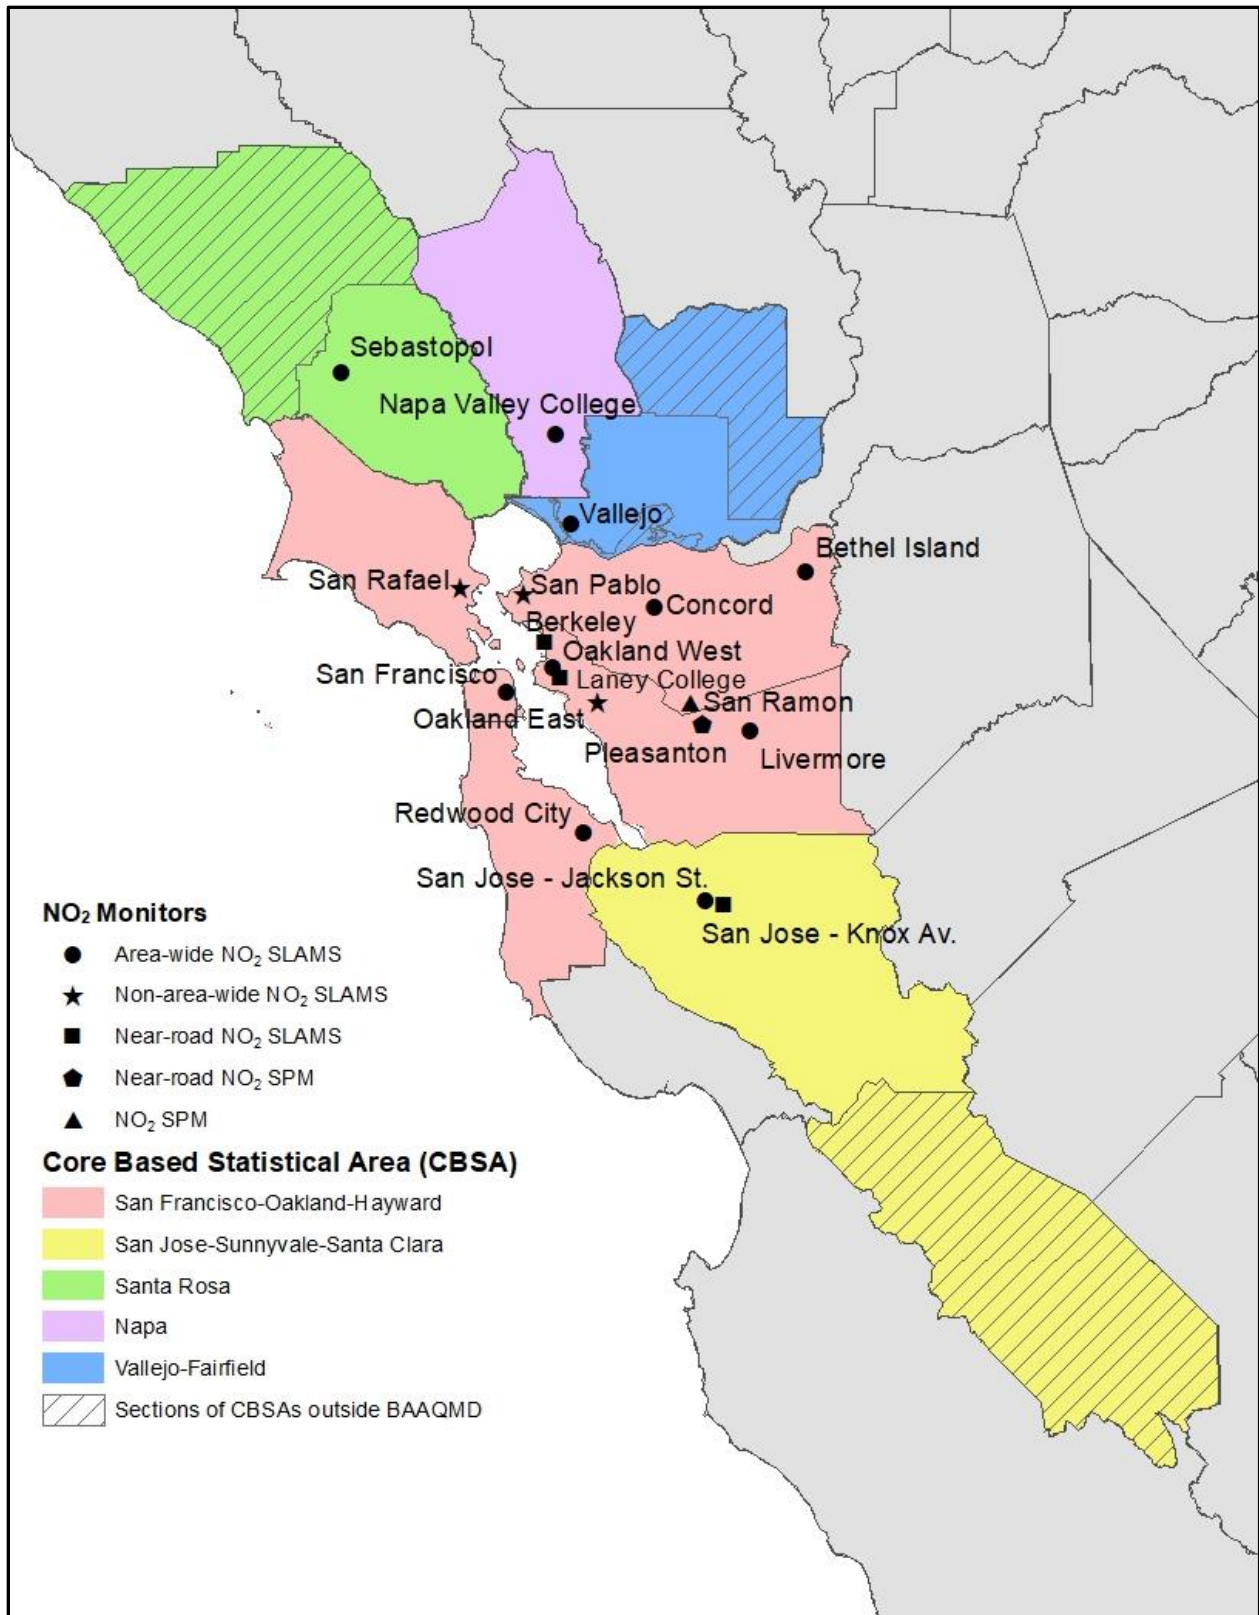 Sebastopol
Napa Valley College
Vallejo
Bethel Island
San Rafael
San Pablo
Concord
Berkeley
Oakland West
San Francisco
Laney College
San Ramon
Oakland East
Pleasanton
Livermore
Redwood City
San Jose - Jackson St.
San Jose - Knox Av.
NO₂ Monitors
Area-wide NO₂ SLAMS
Non-area-wide NO₂ SLAMS
Near-road NO₂ SLAMS
Near-road NO₂ SPM
NO₂ SPM
Core Based Statistical Area (CBSA)
San Francisco-Oakland-Hayward
San Jose-Sunnyvale-Santa Clara
Santa Rosa
Napa
Vallejo-Fairfield
Sections of CBSAs outside BAAQMD